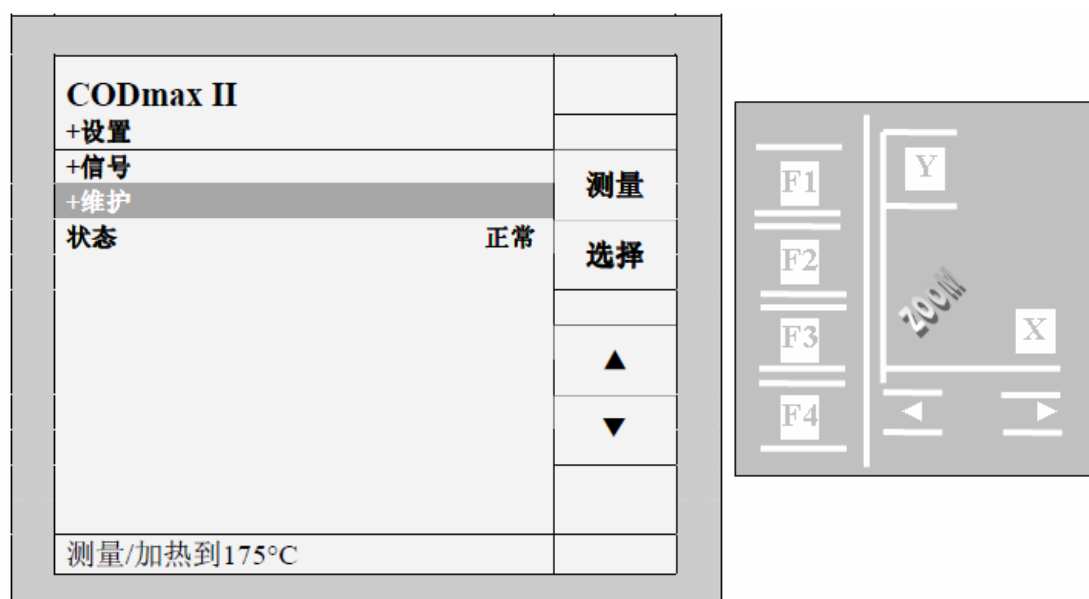 CODmax II
+设置
+信号
+维护
状态 正常
测量
选择
▲
▼
测量/加热到175°C
F1
F2
F3
F4
Y
ZOOM
X